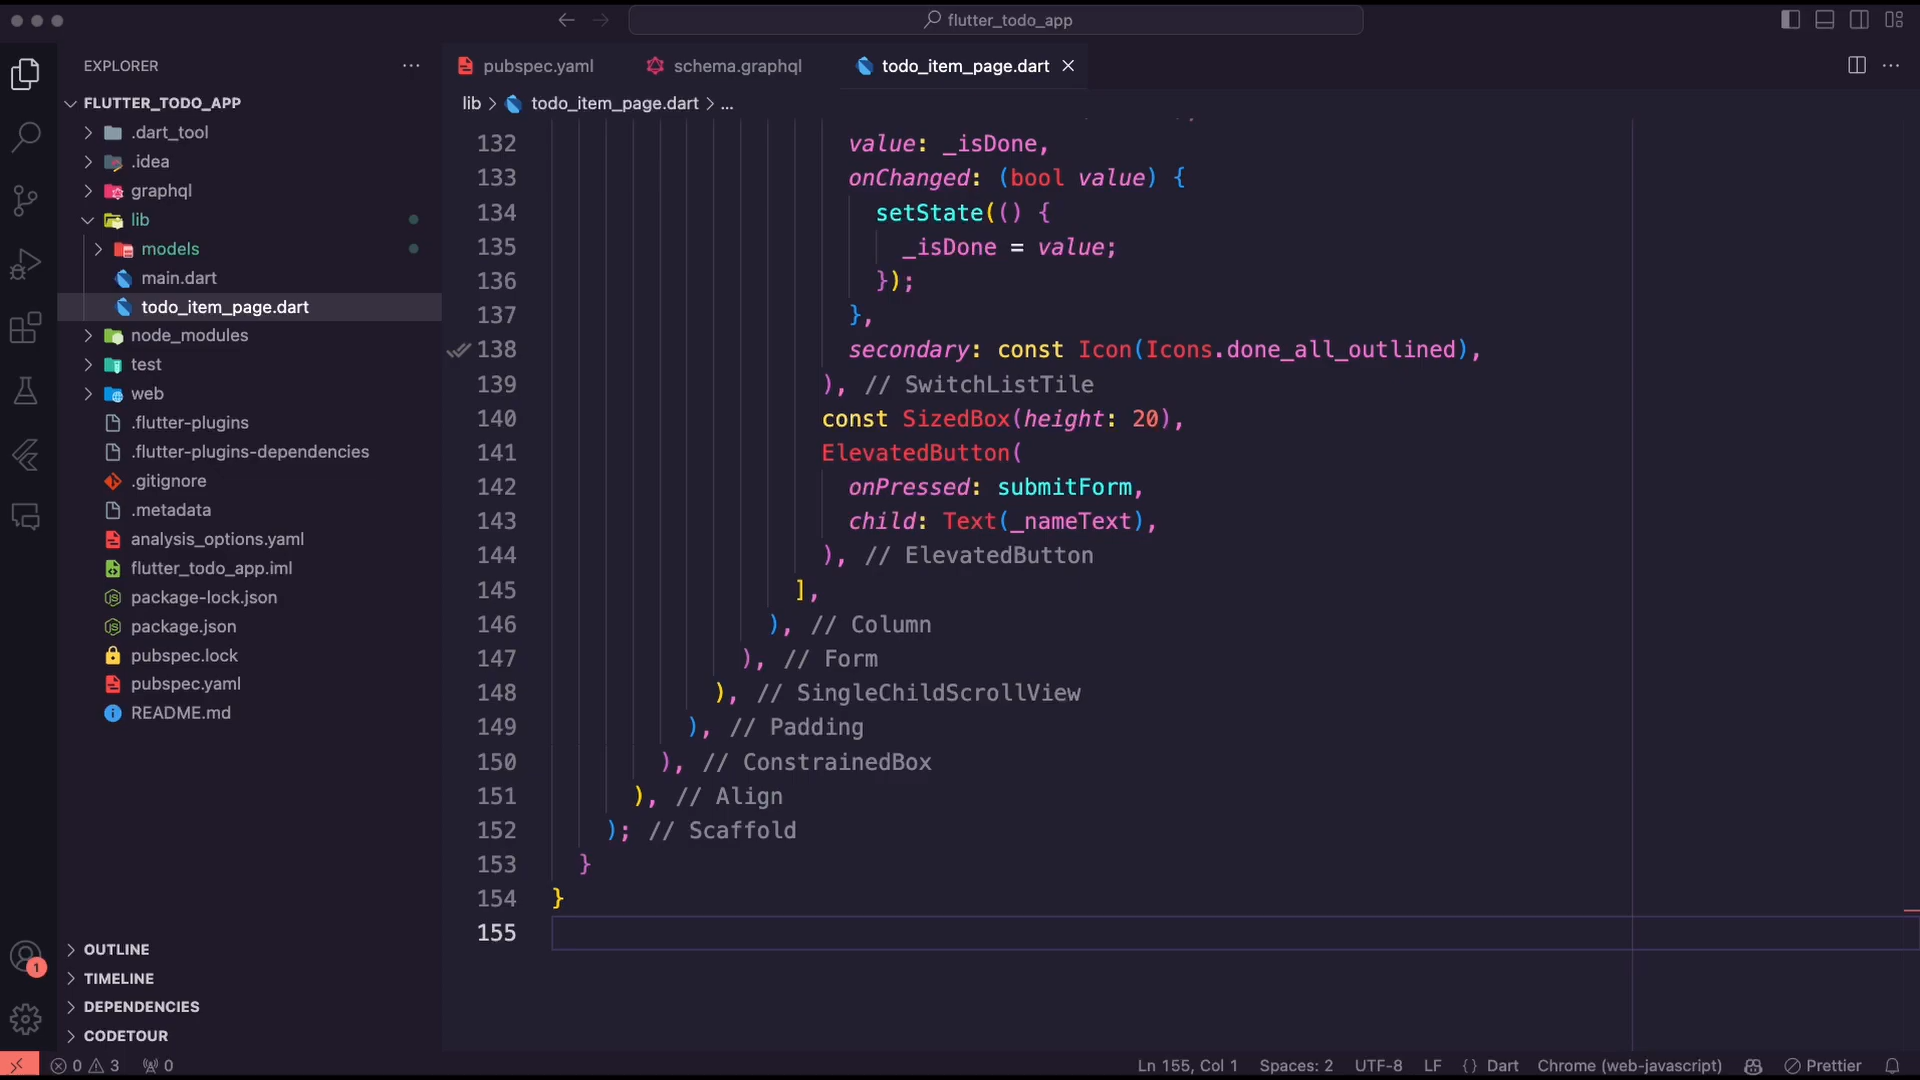 flutter_todo_app
EXPLORER
FLUTTER_TODO_APP
.dart_tool
.idea
graphql
lib
models
main.dart
todo_item_page.dart
node_modules
test
web
.flutter-plugins
.flutter-plugins-dependencies
.gitignore
.metadata
analysis_options.yaml
flutter_todo_app.iml
package-lock.json
package.json
pubspec.lock
pubspec.yaml
README.md
OUTLINE
TIMELINE
DEPENDENCIES
CODETOUR
pubspec.yaml schema.graphql todo_item_page.dart
lib > todo_item_page.dart > ...
132 value: _isDone,
133 onChanged: (bool value) {
134 setState(() {
135 _isDone = value;
136 });
137 },
138 secondary: const Icon(Icons.done_all_outlined),
139 ), // SwitchListTile
140 const SizedBox(height: 20),
141 ElevatedButton(
142 onPressed: submitForm,
143 child: Text(_nameText),
144 ), // ElevatedButton
145 ],
146 ), // Column
147 ), // Form
148 ), // SingleChildScrollView
149 ), // Padding
150 ), // ConstrainedBox
151 ), // Align
152 ); // Scaffold
153 }
154 }
155
1
0 3 0 Ln 155, Col 1 Spaces: 2 UTF-8 LF {} Dart Chrome (web-javascript) Prettier